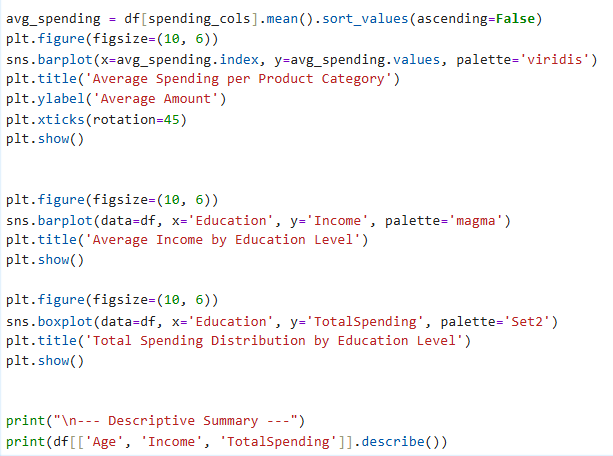 avg_spending = df[spending_cols].mean().sort_values(ascending=False)
plt.figure(figsize=(10, 6))
sns.barplot(x=avg_spending.index, y=avg_spending.values, palette='viridis')
plt.title('Average Spending per Product Category')
plt.ylabel('Average Amount')
plt.xticks(rotation=45)
plt.show()
plt.figure(figsize=(10, 6))
sns.barplot(data=df, x='Education', y='Income', palette='magma')
plt.title('Average Income by Education Level')
plt.show()
plt.figure(figsize=(10, 6))
sns.boxplot(data=df, x='Education', y='TotalSpending', palette='Set2')
plt.title('Total Spending Distribution by Education Level')
plt.show()
print("\n--- Descriptive Summary ---")
print(df[['Age', 'Income', 'TotalSpending']].describe())